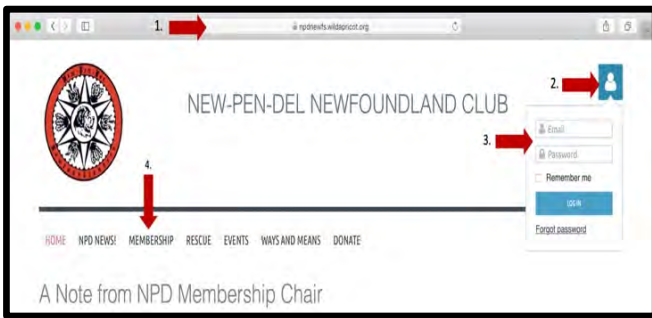 1.
npdnewfs.wildapricot.org
2.
NEW-PEN-DEL NEWFOUNDLAND CLUB
3.
Email
Password
Remember me
LOG IN
Forgot password
4.
HOME NPD NEWS! MEMBERSHIP RESCUE EVENTS WAYS AND MEANS DONATE
A Note from NPD Membership Chair